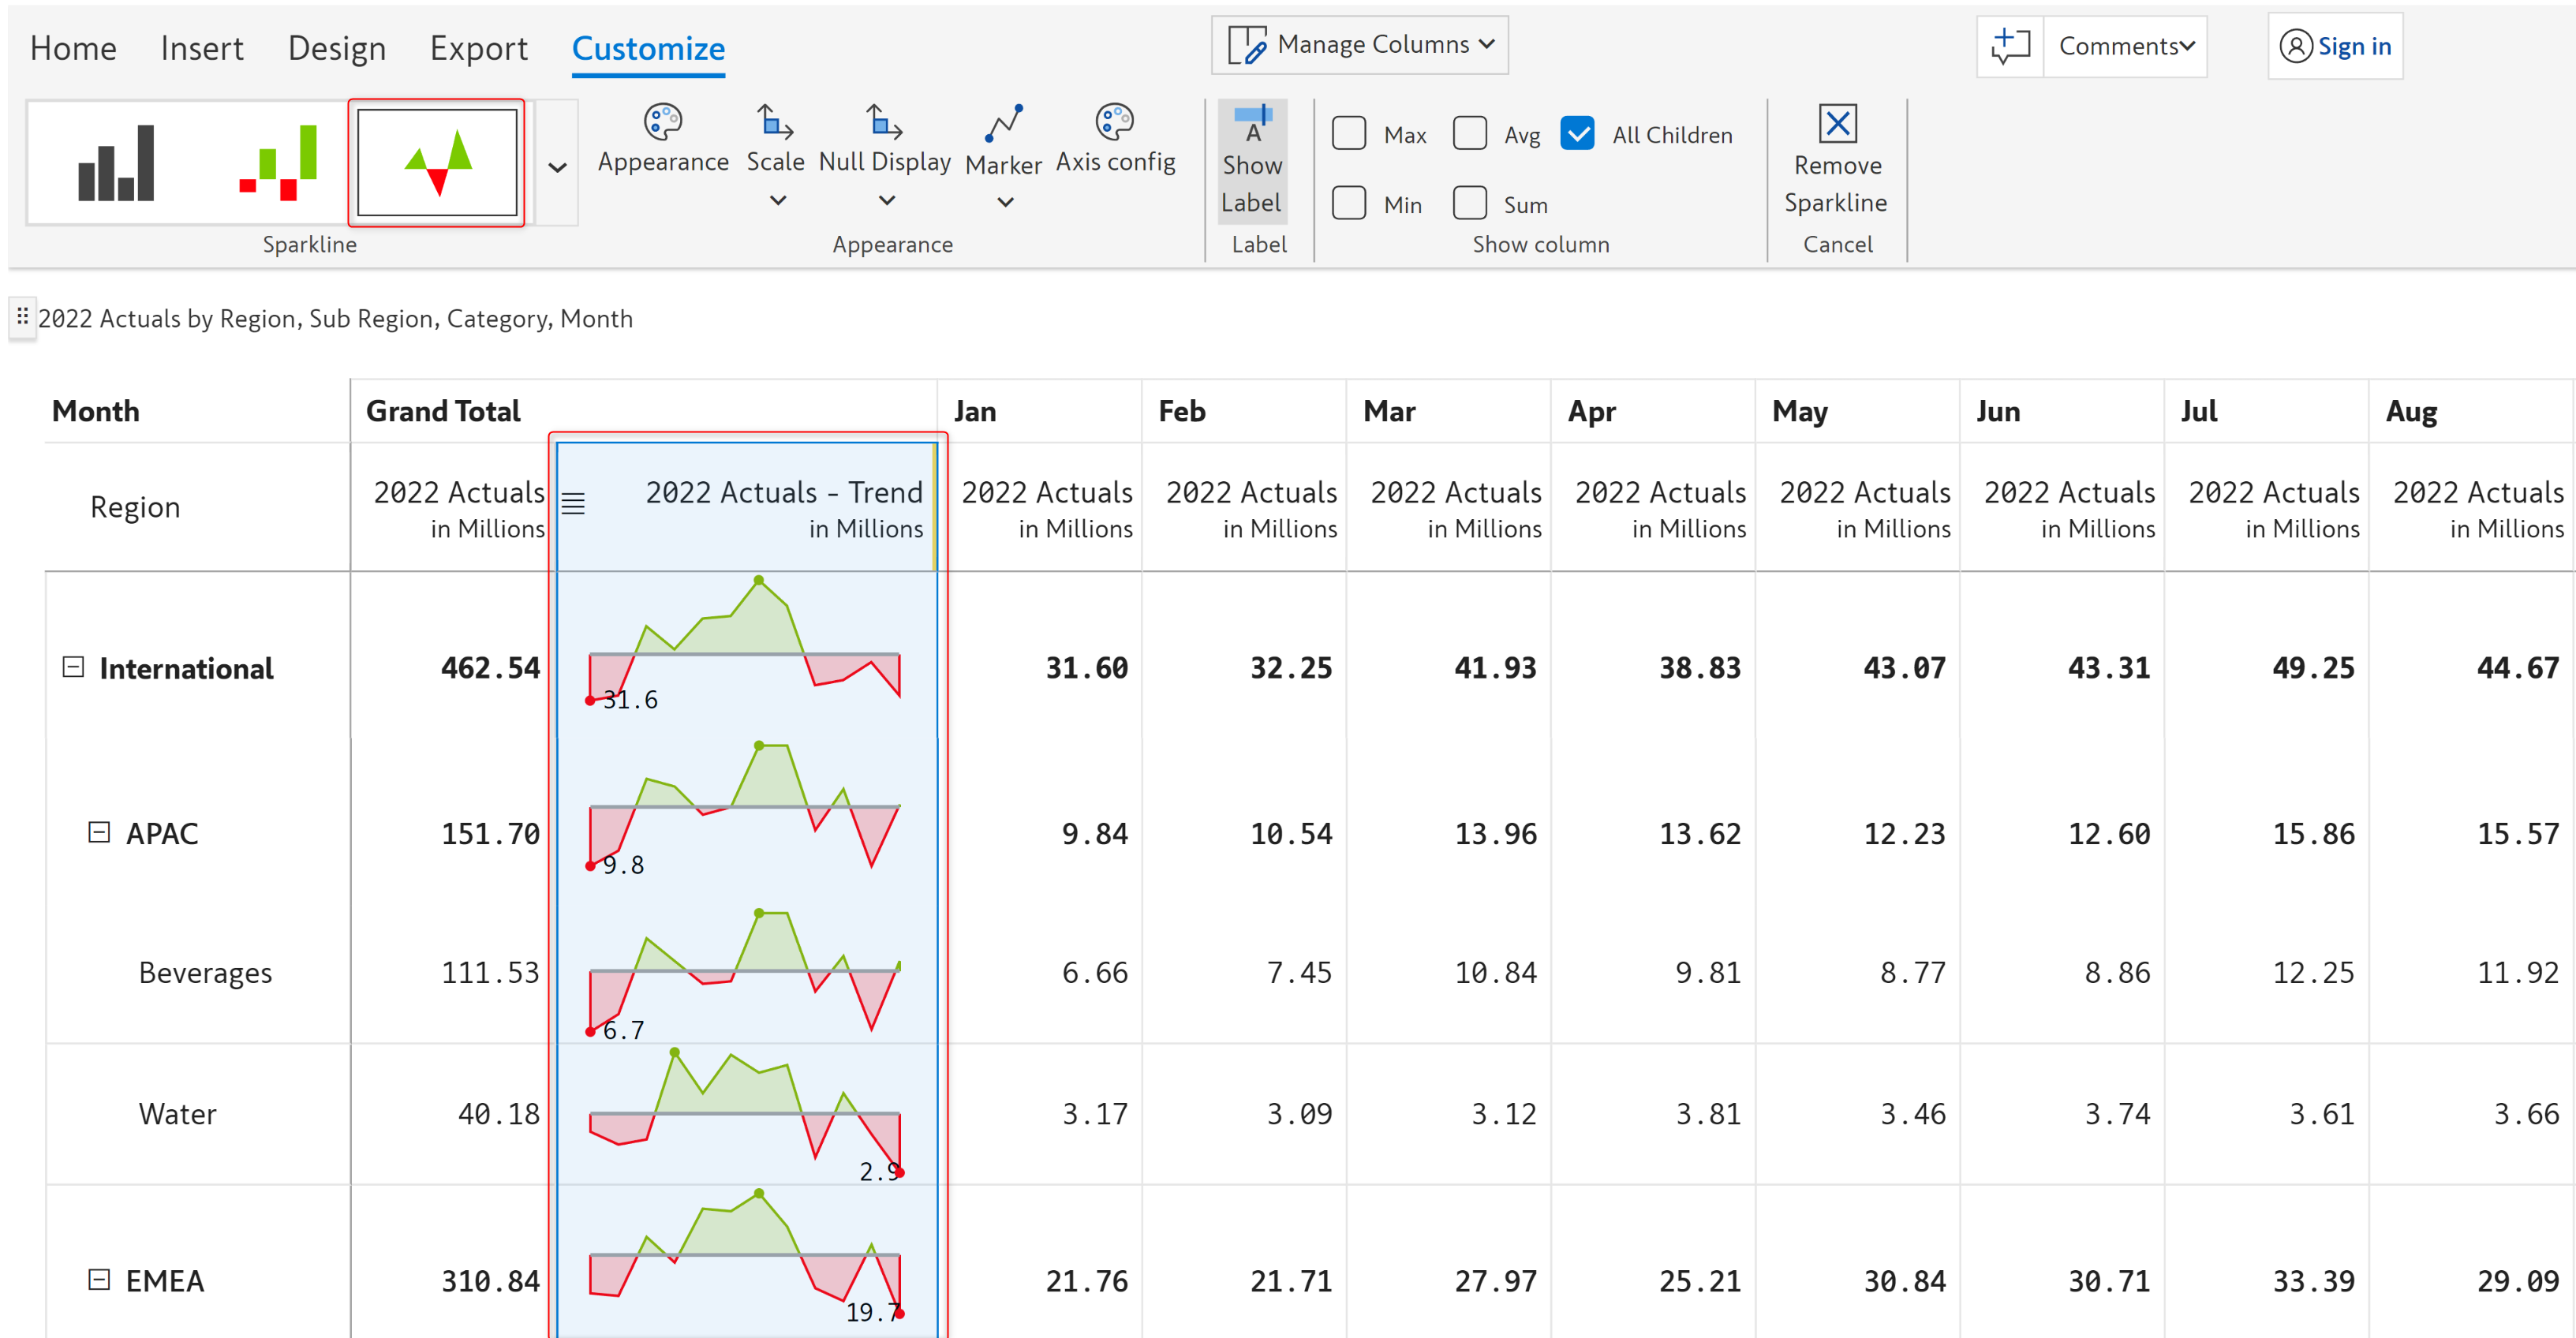 Home Insert Design Export Customize Manage Columns Comments Sign in
Appearance Scale Null Display Marker Axis config A Show Label Max Avg All Children Remove Sparkline
Min Sum
Sparkline Appearance Label Show column Cancel
2022 Actuals by Region, Sub Region, Category, Month
Month Grand Total Jan Feb Mar Apr May Jun Jul Aug
Region 2022 Actuals 2022 Actuals - Trend 2022 Actuals 2022 Actuals 2022 Actuals 2022 Actuals 2022 Actuals 2022 Actuals 2022 Actuals 2022 Actuals
in Millions in Millions in Millions in Millions in Millions in Millions in Millions in Millions in Millions in Millions
International 462.54 31.60 32.25 41.93 38.83 43.07 43.31 49.25 44.67
31.6
APAC 151.70 9.84 10.54 13.96 13.62 12.23 12.60 15.86 15.57
9.8
Beverages 111.53 6.66 7.45 10.84 9.81 8.77 8.86 12.25 11.92
6.7
Water 40.18 3.17 3.09 3.12 3.81 3.46 3.74 3.61 3.66
2.9
EMEA 310.84 21.76 21.71 27.97 25.21 30.84 30.71 33.39 29.09
19.7